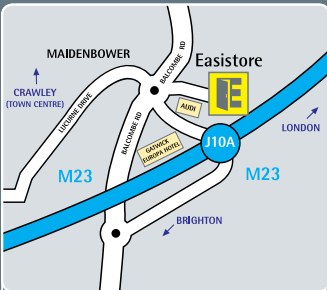 MAIDENBOWER
BALCOMBE RD
Easistore
CRAWLEY
(TOWN CENTRE)
LUCURNE DRIVE
AUDI
E
BALCOMBE RD
LONDON
GATWICK
EUROPA HOTEL
J10A
M23
M23
BRIGHTON